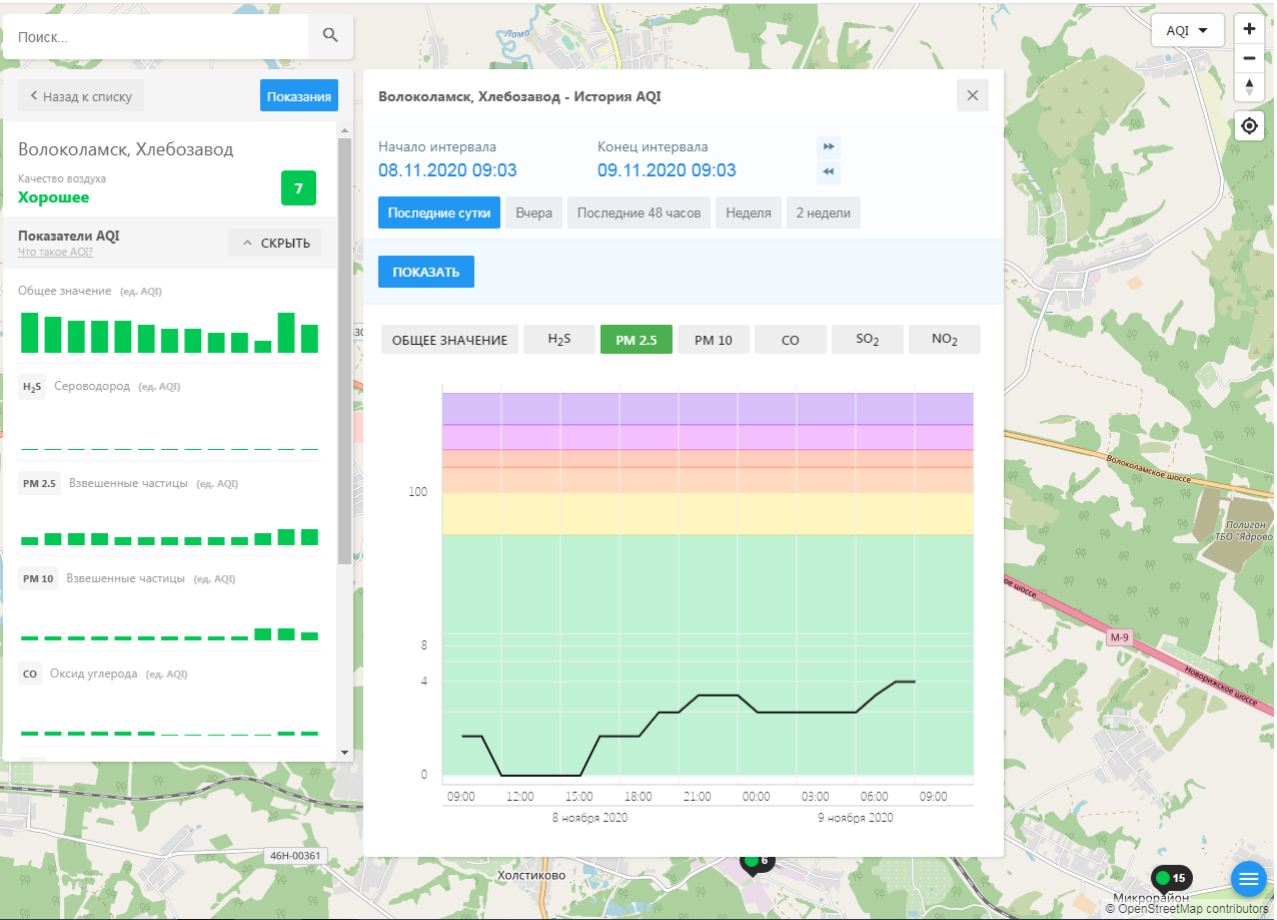 Поиск...
Назад к списку
Показания
Волоколамск, Хлебозавод
Качество воздуха
Хорошее
7
Показатели AQI
Что такое AQI?
СКРЫТЬ
Общее значение (ед. AQI)
H₂S Сероводород (ед. AQI)
PM 2.5 Взвешенные частицы (ед. AQI)
PM 10 Взвешенные частицы (ед. AQI)
CO Оксид углерода (ед. AQI)
Волоколамск, Хлебозавод - История AQI
Начало интервала
08.11.2020 09:03
Конец интервала
09.11.2020 09:03
Последние сутки Вчера Последние 48 часов Неделя 2 недели
ПОКАЗАТЬ
ОБЩЕЕ ЗНАЧЕНИЕ H₂S PM 2.5 PM 10 CO SO₂ NO₂
100
8
4
0
09:00 12:00 15:00 18:00 21:00 00:00 03:00 06:00 09:00
8 ноября 2020 9 ноября 2020
AQI
Лама
Волоколамское шоссе
Полигон
ТБО "Ядрово
ое шоссе
М-9
Новорижское шоссе
46Н-00361
Холстиково
6
15
Микрорайон
© OpenStreetMap contributors